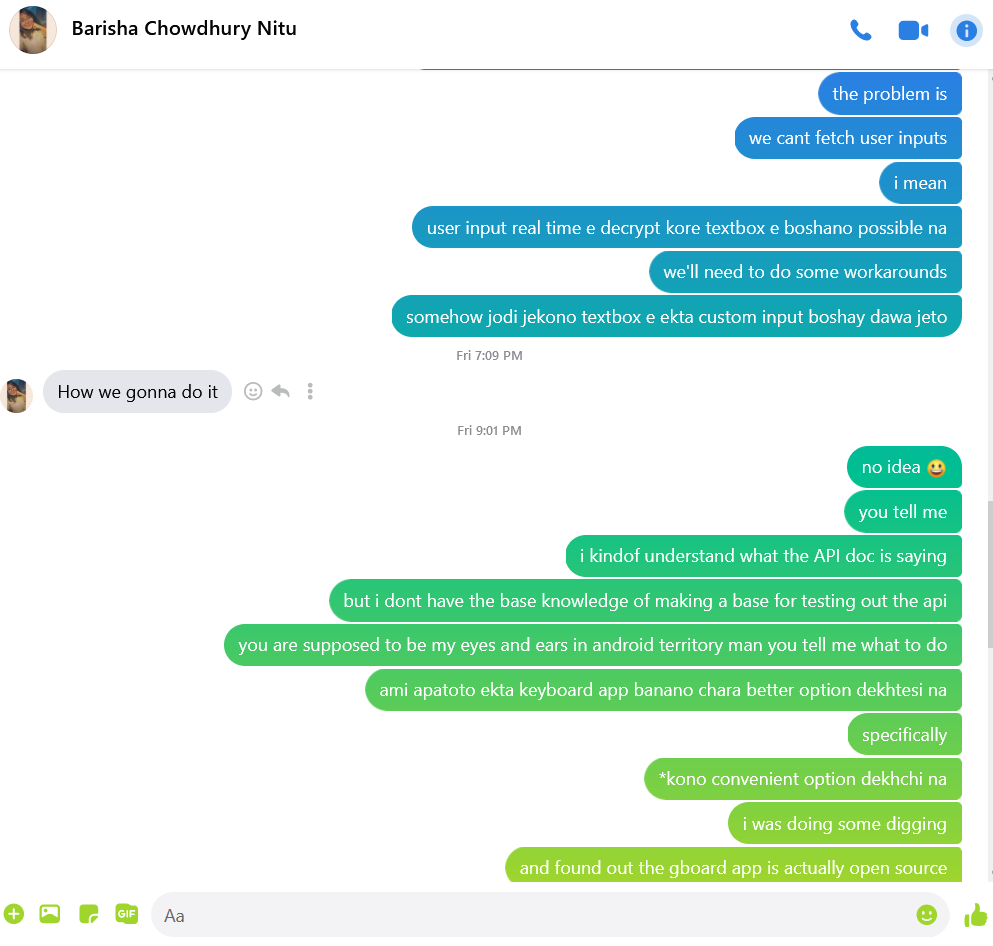 Barisha Chowdhury Nitu
the problem is
we cant fetch user inputs
i mean
user input real time e decrypt kore textbox e boshano possible na
we'll need to do some workarounds
somehow jodi jekono textbox e ekta custom input boshay dawa jeto
Fri 7:09 PM
How we gonna do it
Fri 9:01 PM
no idea 😃
you tell me
i kindof understand what the API doc is saying
but i dont have the base knowledge of making a base for testing out the api
you are supposed to be my eyes and ears in android territory man you tell me what to do
ami apatoto ekta keyboard app banano chara better option dekhtesi na
specifically
*kono convenient option dekhchi na
i was doing some digging
and found out the gboard app is actually open source
GIF
Aa